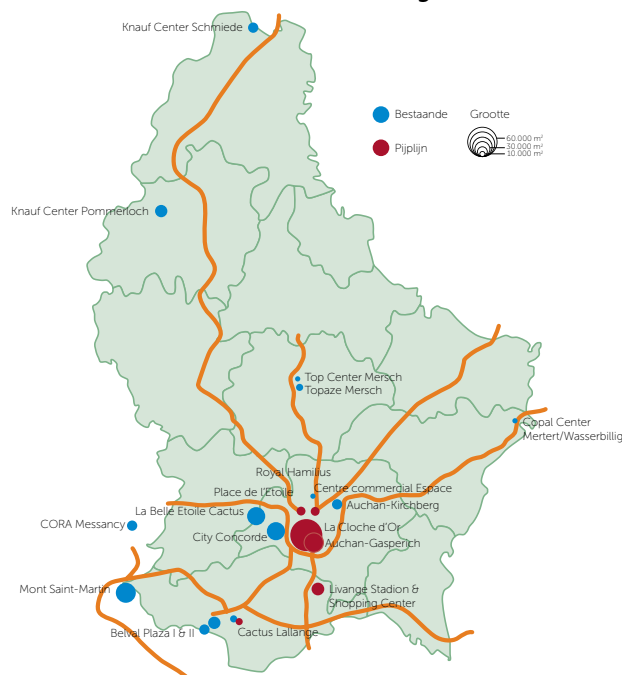 Knauf Center Schmiede
Bestaande
Grootte
60.000 m²
30.000 m²
10.000 m²
Pijplijn
Knauf Center Pommerloch
Top Center Mersch
Topaze Mersch
Copal Center
Mertert/Wasserbillig
Royal Hamilius
Centre commercial Espace
Place de l'Etoile
Auchan-Kirchberg
La Belle Etoile Cactus
CORA Messancy
La Cloche d'Or
City Concorde
Auchan-Gasperich
Mont Saint-Martin
Livange Stadion &
Shopping Center
Belval Plaza I & II
Cactus Lallange